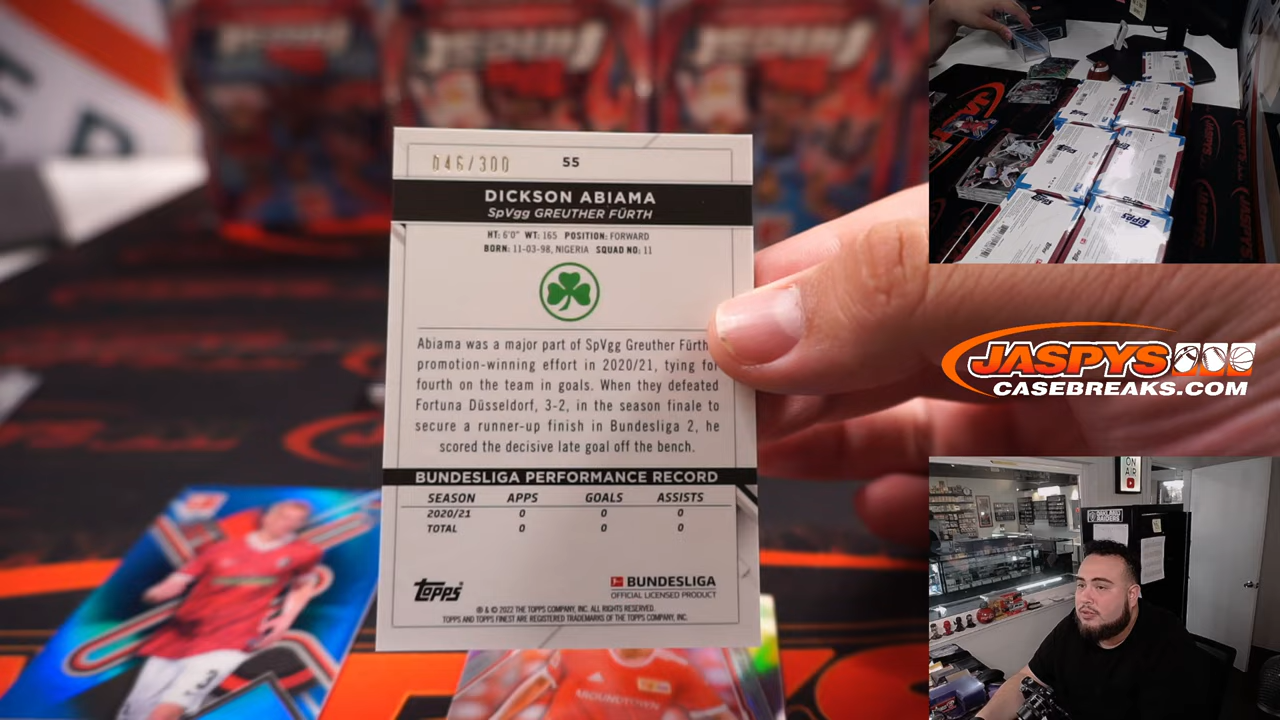 046/300
55
DICKSON ABIAMA
SpVgg GREUTHER FÜRTH
HT: 6'0" WT: 165 POSITION: FORWARD
BORN: 11-03-98, NIGERIA SQUAD NO: 11
Abiama was a major part of SpVgg Greuther Fürth
promotion-winning effort in 2020/21, tying for
fourth on the team in goals. When they defeated
Fortuna Düsseldorf, 3-2, in the season finale to
secure a runner-up finish in Bundesliga 2, he
scored the decisive late goal off the bench.
BUNDESLIGA PERFORMANCE RECORD
SEASON APPS GOALS ASSISTS
2020/21 0 0 0
TOTAL 0 0 0
Topps
BUNDESLIGA
OFFICIAL LICENSED PRODUCT
® & © 2022 THE TOPPS COMPANY, INC. ALL RIGHTS RESERVED.
TOPPS AND TOPPS FINEST ARE REGISTERED TRADEMARKS OF THE TOPPS COMPANY, INC.
JASPYS
CASEBREAKS.COM
ON
AIR